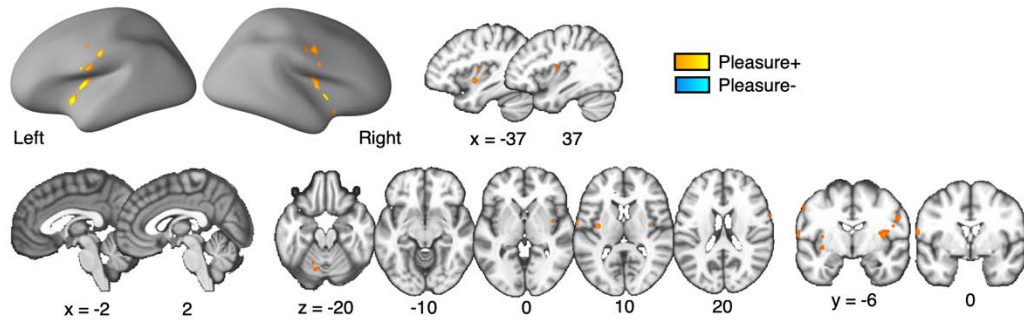 Pleasure+
Pleasure-
Left
Right
x = -37
37
x = -2
2
z = -20
-10
0
10
20
y = -6
0